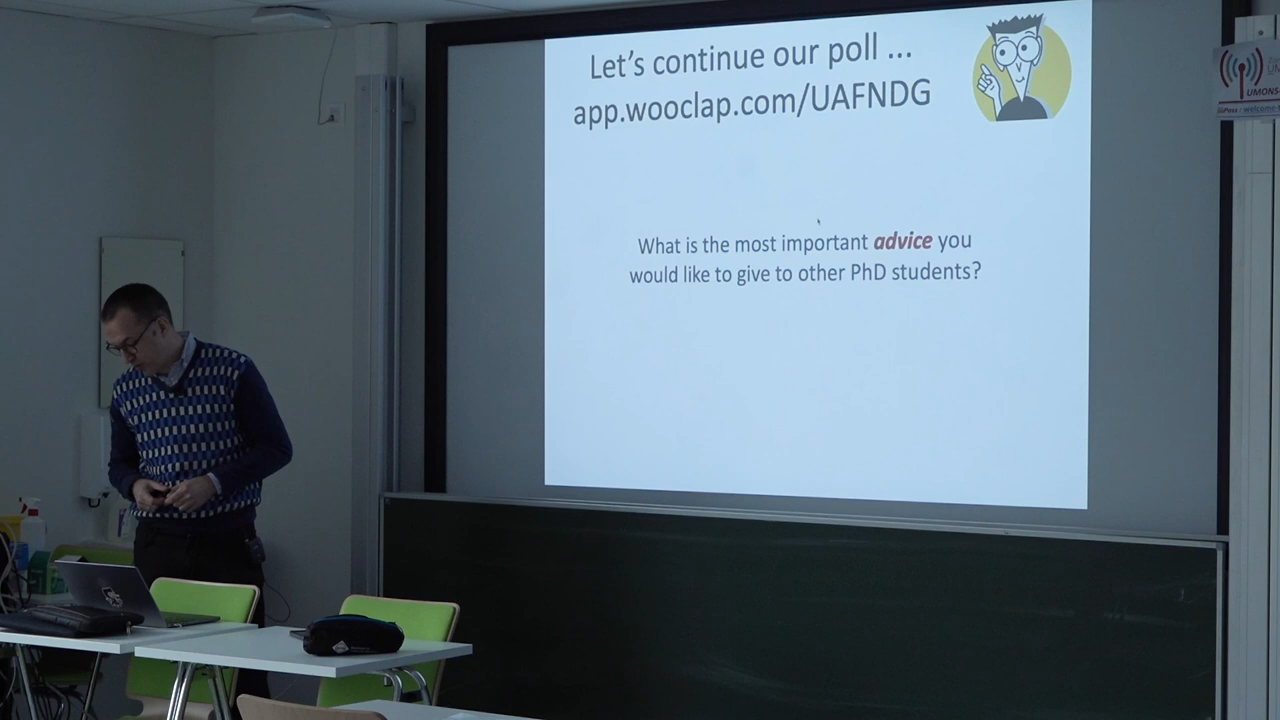 Let's continue our poll ...
app.wooclap.com/UAFNDG
What is the most important advice you
would like to give to other PhD students?
UMONS